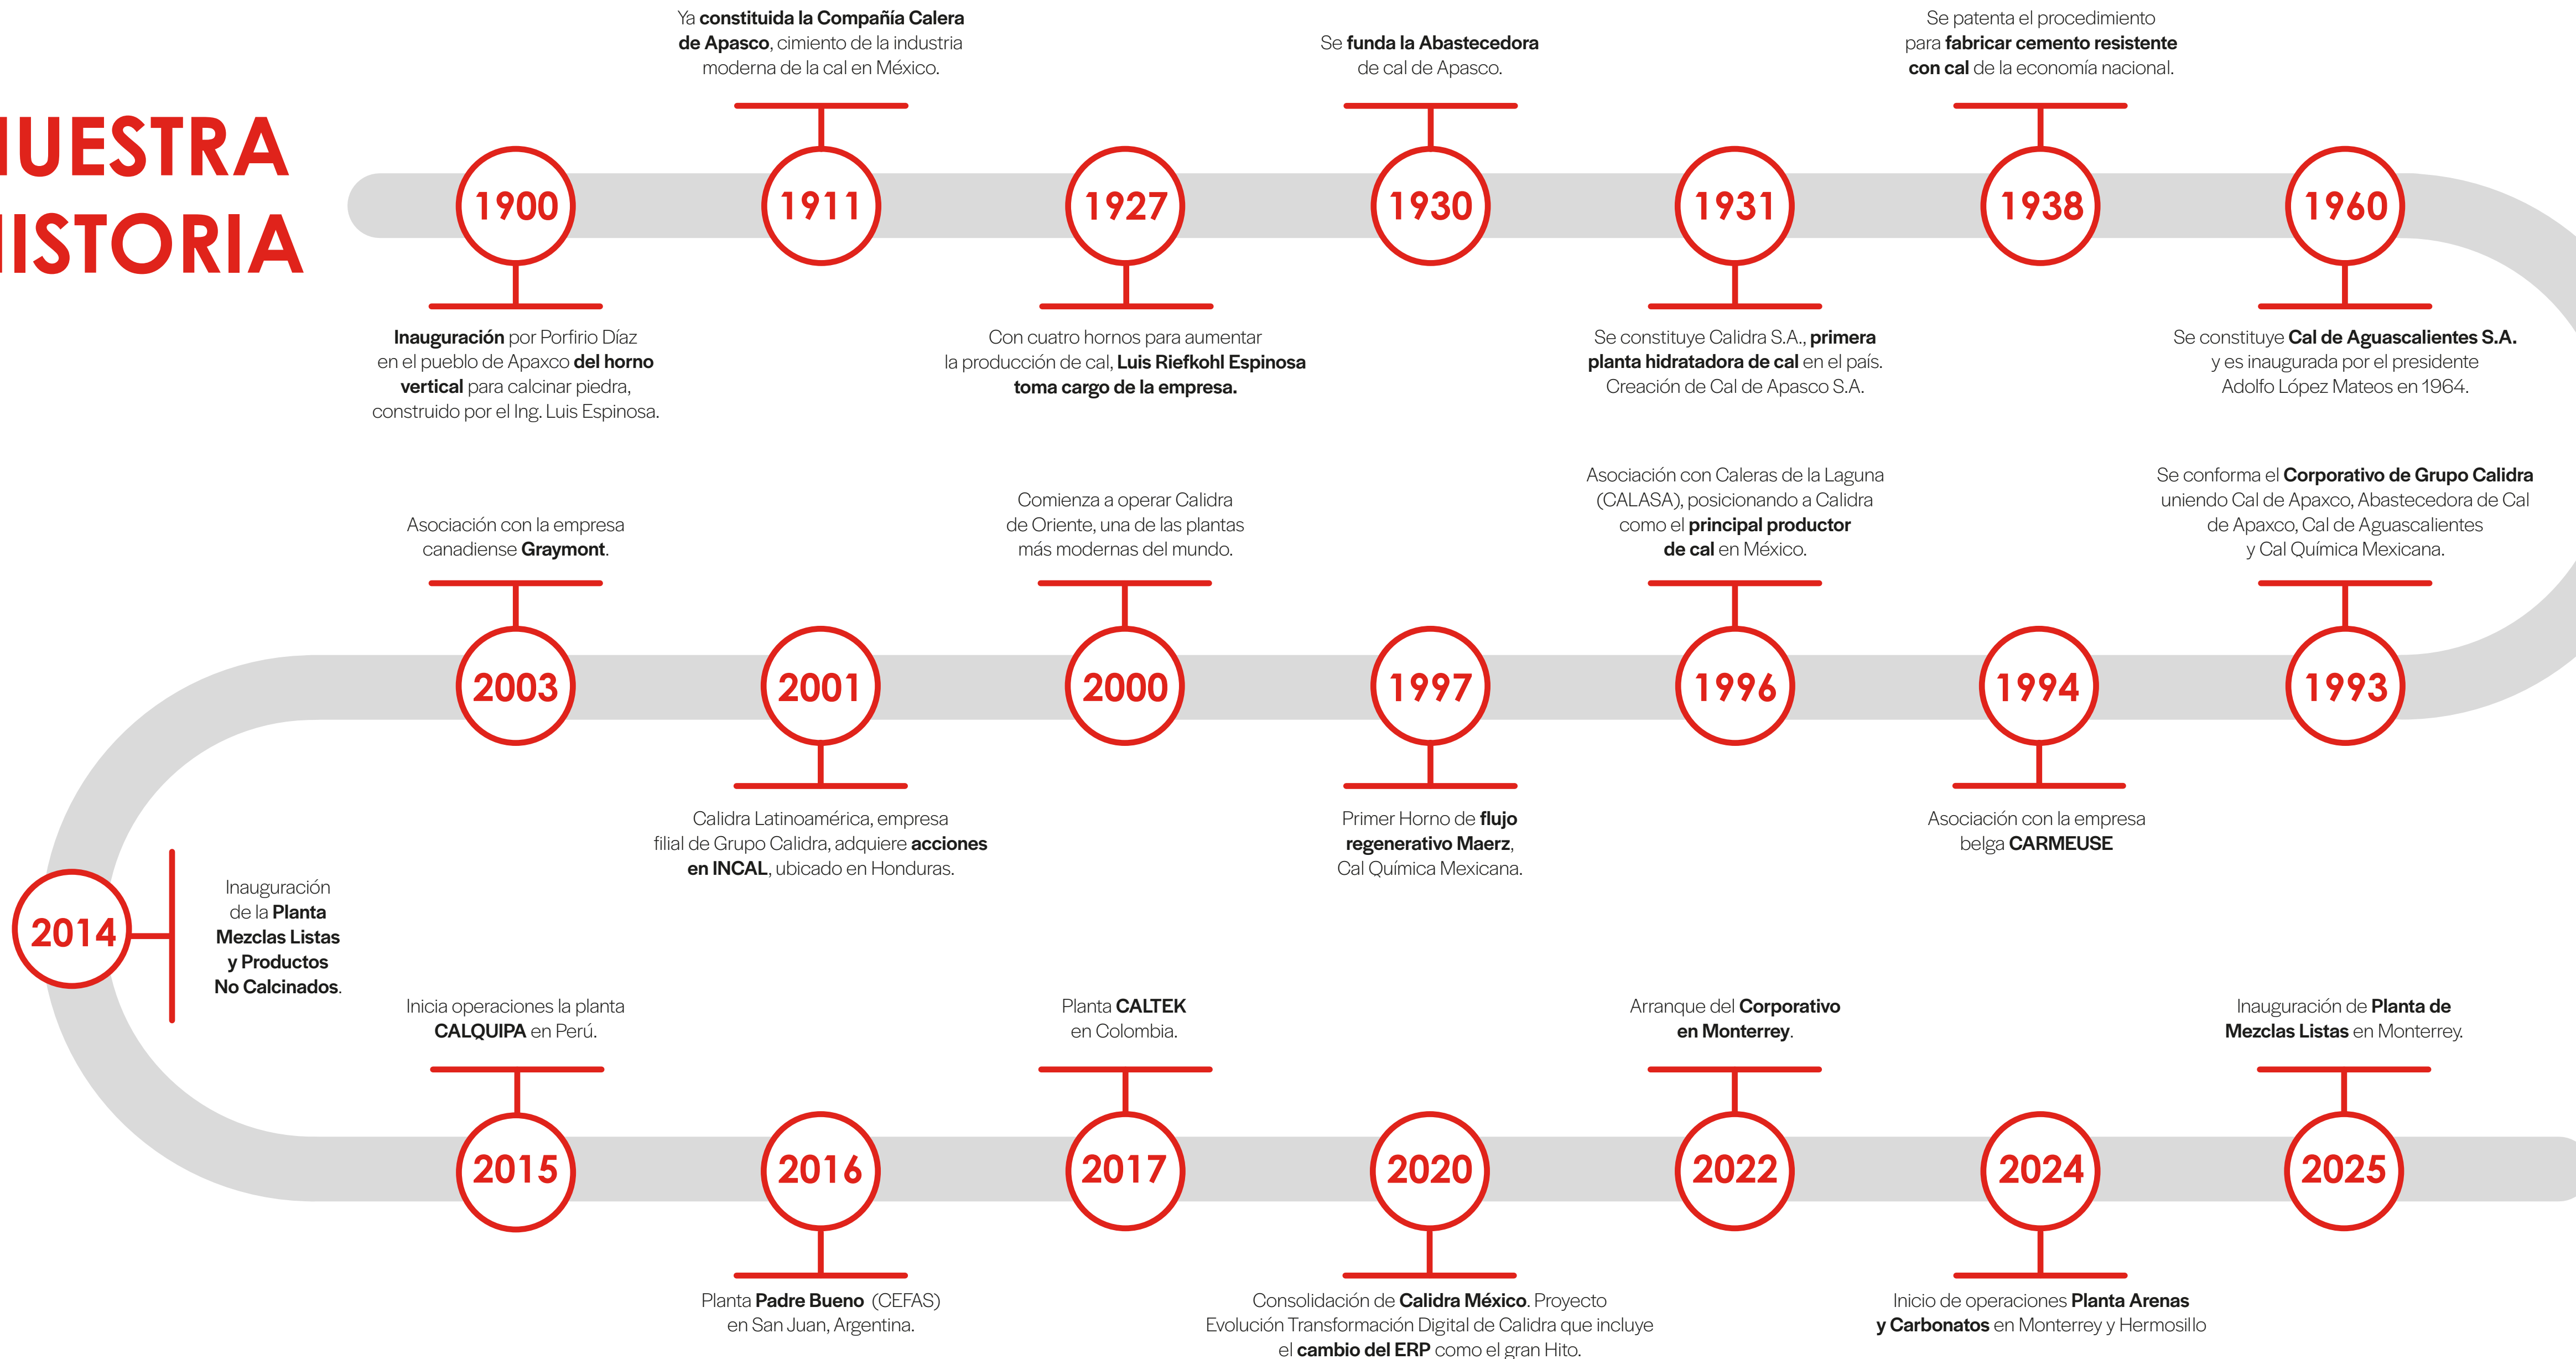 NUESTRA
HISTORIA
Ya constituida la Compañía Calera
de Apasco, cimiento de la industria
moderna de la cal en México.
Se funda la Abastecedora
de cal de Apasco.
Se patenta el procedimiento
para fabricar cemento resistente
con cal de la economía nacional.
1900
1911
1927
1930
1931
1938
1960
Inauguración por Porfirio Díaz
en el pueblo de Apaxco del horno
vertical para calcinar piedra,
construido por el Ing. Luis Espinosa.
Con cuatro hornos para aumentar
la producción de cal, Luis Riefkohl Espinosa
toma cargo de la empresa.
Se constituye Calidra S.A., primera
planta hidratadora de cal en el país.
Creación de Cal de Apasco S.A.
Se constituye Cal de Aguascalientes S.A.
y es inaugurada por el presidente
Adolfo López Mateos en 1964.
Se conforma el Corporativo de Grupo Calidra
uniendo Cal de Apaxco, Abastecedora de Cal
de Apaxco, Cal de Aguascalientes
y Cal Química Mexicana.
1993
1994
Asociación con la empresa
belga CARMEUSE
Asociación con Caleras de la Laguna
(CALASA), posicionando a Calidra
como el principal productor
de cal en México.
1996
1997
Primer Horno de flujo
regenerativo Maerz,
Cal Química Mexicana.
Comienza a operar Calidra
de Oriente, una de las plantas
más modernas del mundo.
2000
2001
Calidra Latinoamérica, empresa
filial de Grupo Calidra, adquiere acciones
en INCAL, ubicado en Honduras.
Asociación con la empresa
canadiense Graymont.
2003
2014
Inauguración
de la Planta
Mezclas Listas
y Productos
No Calcinados.
Inicia operaciones la planta
CALQUIPA en Perú.
2015
2016
Planta Padre Bueno (CEFAS)
en San Juan, Argentina.
Planta CALTEK
en Colombia.
2017
2020
Consolidación de Calidra México. Proyecto
Evolución Transformación Digital de Calidra que incluye
el cambio del ERP como el gran Hito.
Arranque del Corporativo
en Monterrey.
2022
2024
Inicio de operaciones Planta Arenas
y Carbonatos en Monterrey y Hermosillo
Inauguración de Planta de
Mezclas Listas en Monterrey.
2025